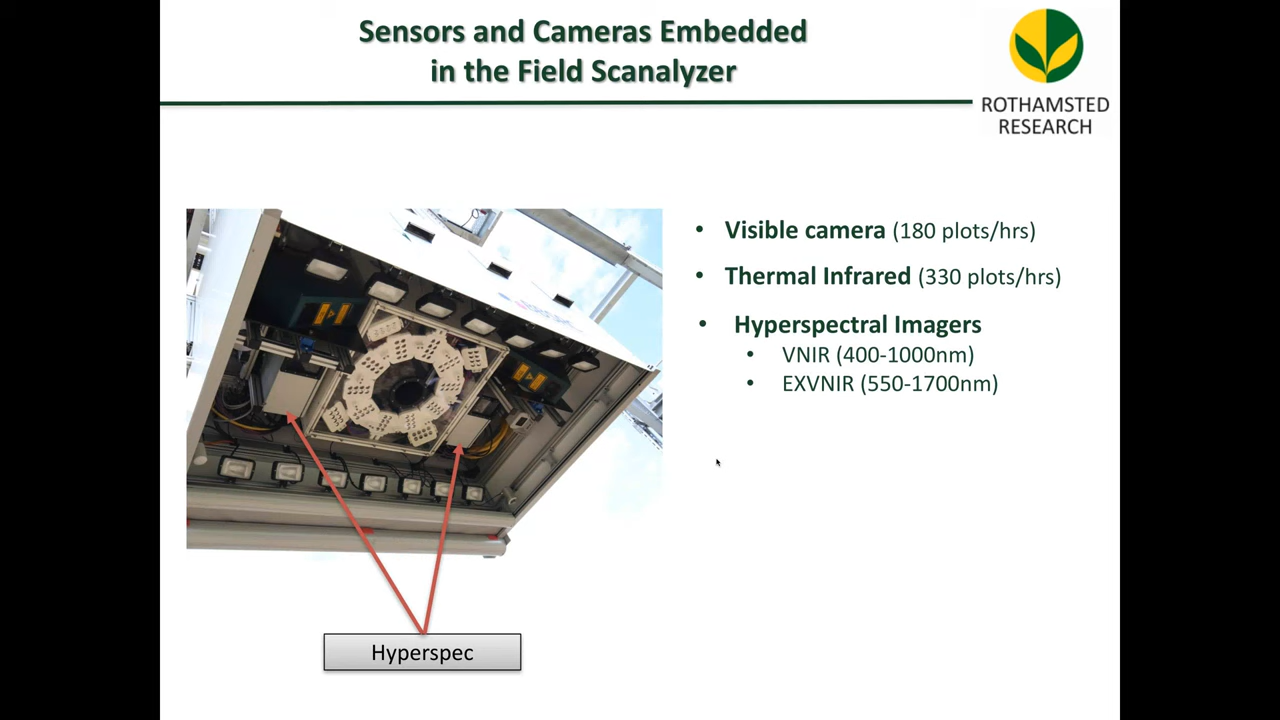 Sensors and Cameras Embedded
in the Field Scanalyzer
ROTHAMSTED
RESEARCH
• Visible camera (180 plots/hrs)
• Thermal Infrared (330 plots/hrs)
• Hyperspectral Imagers
• VNIR (400-1000nm)
• EXVNIR (550-1700nm)
Hyperspec